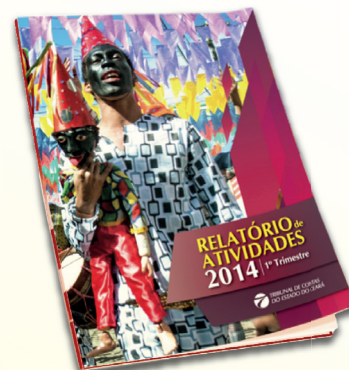 RELATÓRIO de
ATIVIDADES
2014 1º Trimestre
TRIBUNAL DE CONTAS
DO ESTADO DO CEARÁ